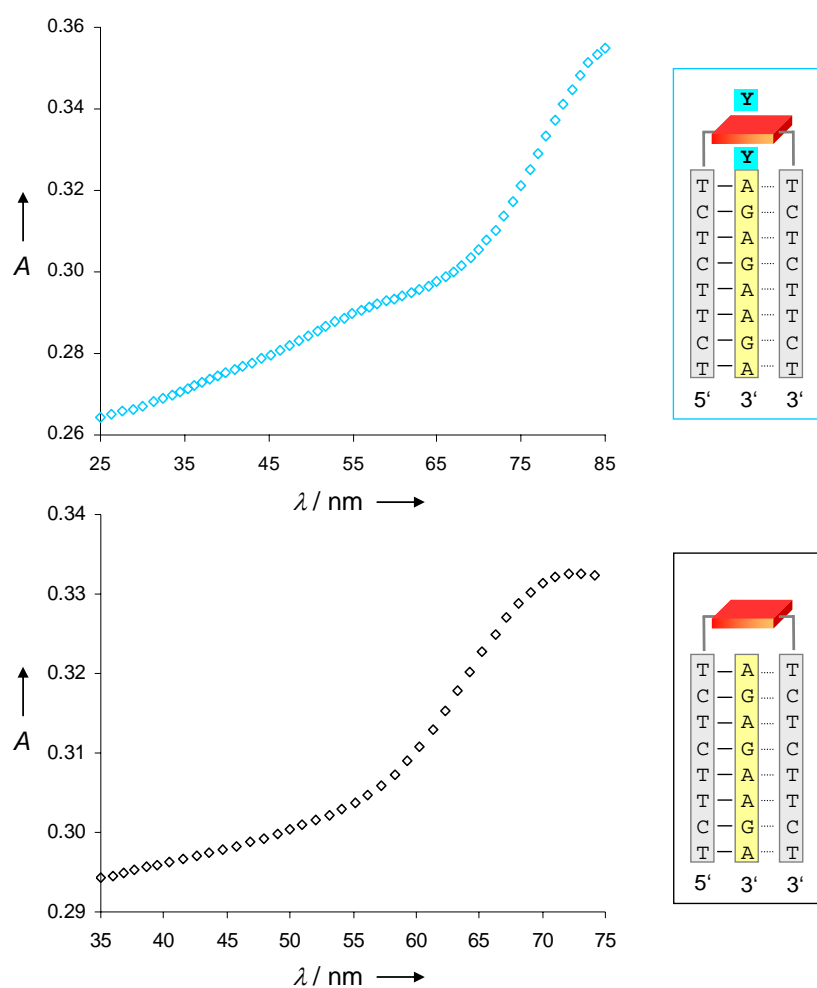 0.36
0.34
0.32
0.30
0.28
0.26
A
25 35 45 55 65 75 85
λ / nm
Y
Y
T A T
C G C
T A T
C G C
T A T
T A T
C G C
T A T
5‘ 3‘ 3‘
0.34
0.33
0.32
0.31
0.30
0.29
A
35 40 45 50 55 60 65 70 75
λ / nm
T A T
C G C
T A T
C G C
T A T
T A T
C G C
T A T
5‘ 3‘ 3‘